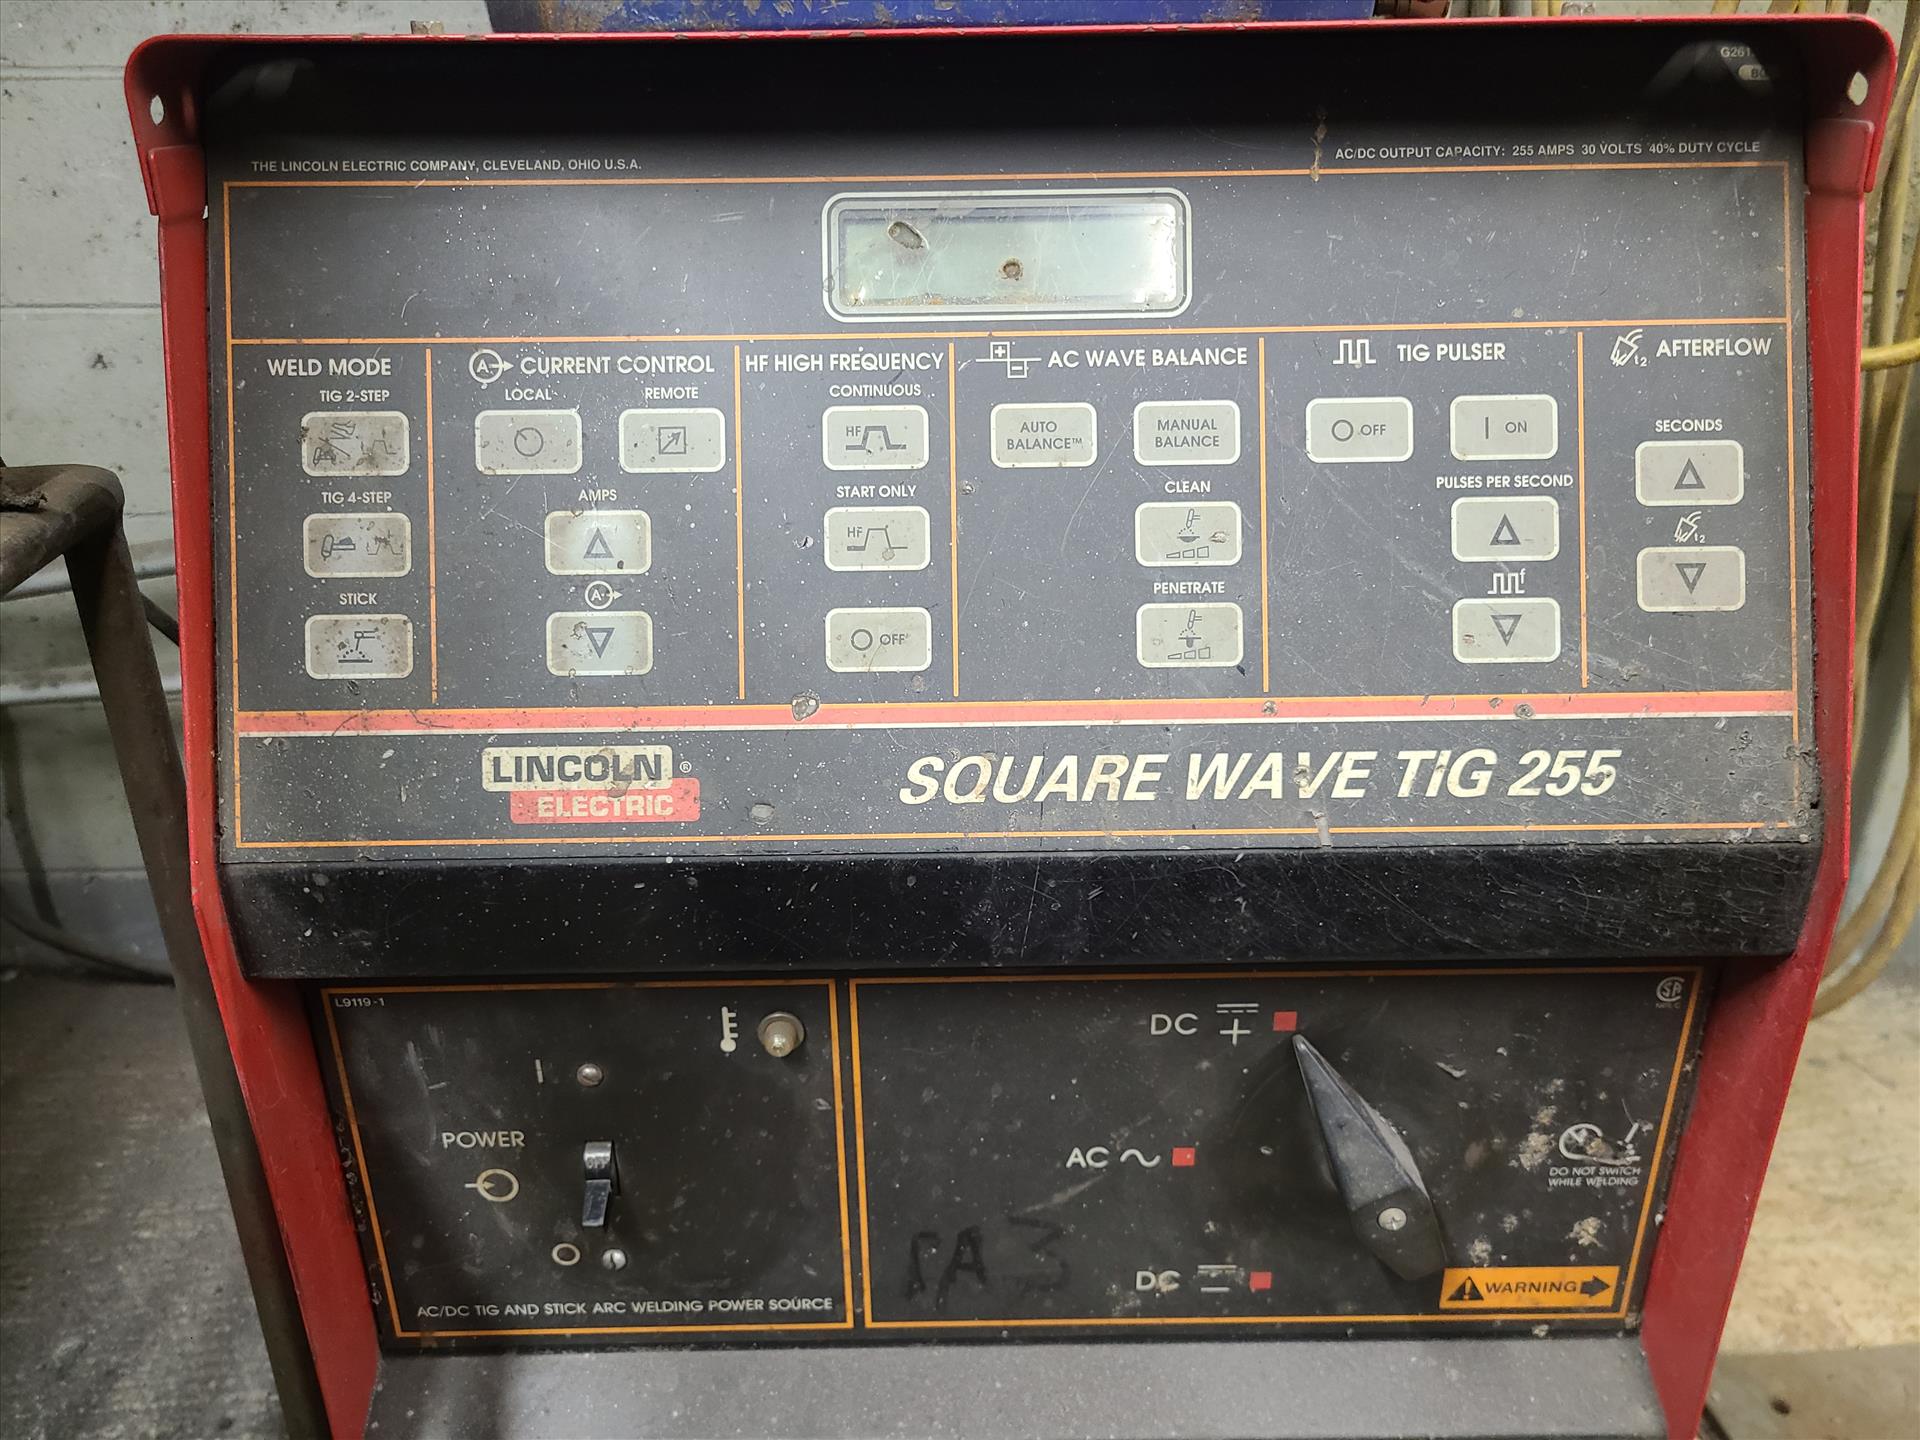 THE LINCOLN ELECTRIC COMPANY, CLEVELAND, OHIO U.S.A.
AC/DC OUTPUT CAPACITY: 255 AMPS 30 VOLTS 40% DUTY CYCLE
WELD MODE
TIG 2-STEP
TIG 4-STEP
STICK
A CURRENT CONTROL
LOCAL
REMOTE
AMPS
A
HF HIGH FREQUENCY
CONTINUOUS
HF
START ONLY
HF
OFF
AC WAVE BALANCE
AUTO
BALANCE™
MANUAL
BALANCE
CLEAN
PENETRATE
TIG PULSER
OFF
ON
PULSES PER SECOND
f
AFTERFLOW
t2
SECONDS
t2
LINCOLN ®
ELECTRIC
SQUARE WAVE TIG 255
L9119-1
POWER
OFF
AC/DC TIG AND STICK ARC WELDING POWER SOURCE
DC
AC
DC
PA 3
DO NOT SWITCH
WHILE WELDING
WARNING